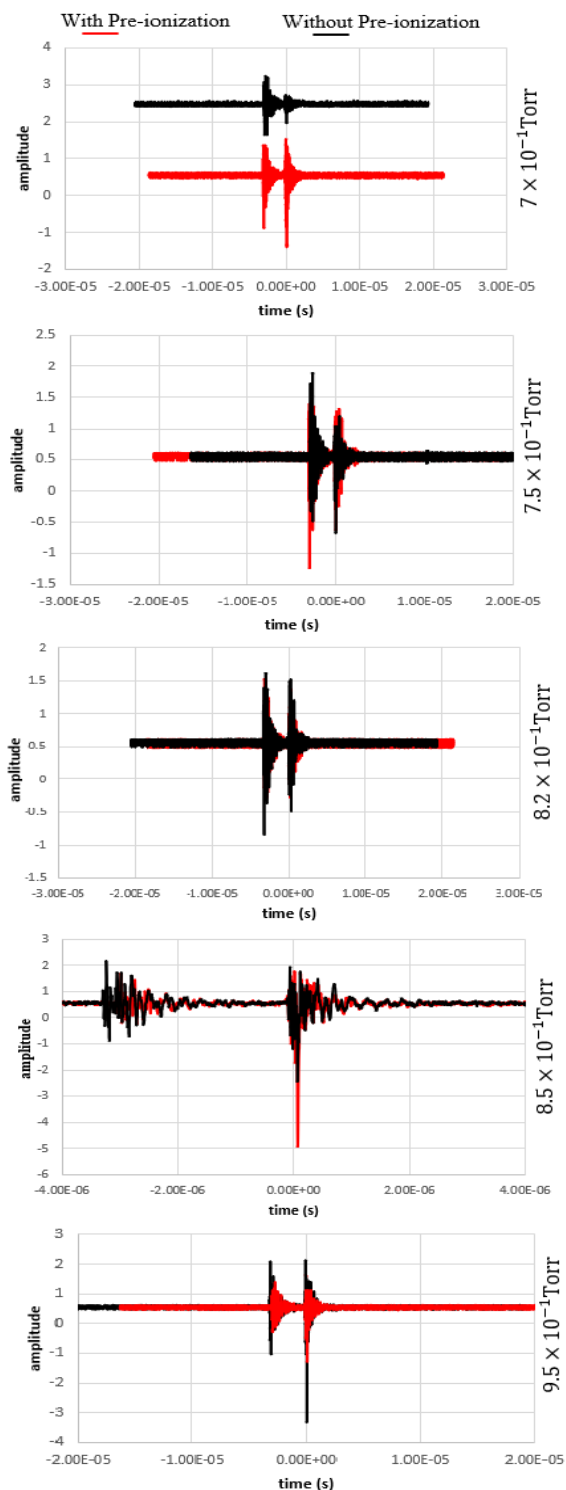 With Pre-ionization Without Pre-ionization
4
3
2
1
0
-1
-2
amplitude
-3.00E-05 -2.00E-05 -1.00E-05 0.00E+00 1.00E-05 2.00E-05 3.00E-05
time (s)
7 × 10⁻¹Torr
2.5
2
1.5
1
0.5
0
-0.5
-1
-1.5
amplitude
-3.00E-05 -2.00E-05 -1.00E-05 0.00E+00 1.00E-05 2.00E-05
time (s)
7.5 × 10⁻¹Torr
2
1.5
1
0.5
0
-0.5
-1
-1.5
amplitude
-3.00E-05 -2.00E-05 -1.00E-05 0.00E+00 1.00E-05 2.00E-05 3.00E-05
time (s)
8.2 × 10⁻¹Torr
3
2
1
0
-1
-2
-3
-4
-5
-6
amplitude
-4.00E-06 -2.00E-06 0.00E+00 2.00E-06 4.00E-06
time (s)
8.5 × 10⁻¹Torr
3
2
1
0
-1
-2
-3
-4
amplitude
-2.00E-05 -1.00E-05 0.00E+00 1.00E-05 2.00E-05
time (s)
9.5 × 10⁻¹Torr